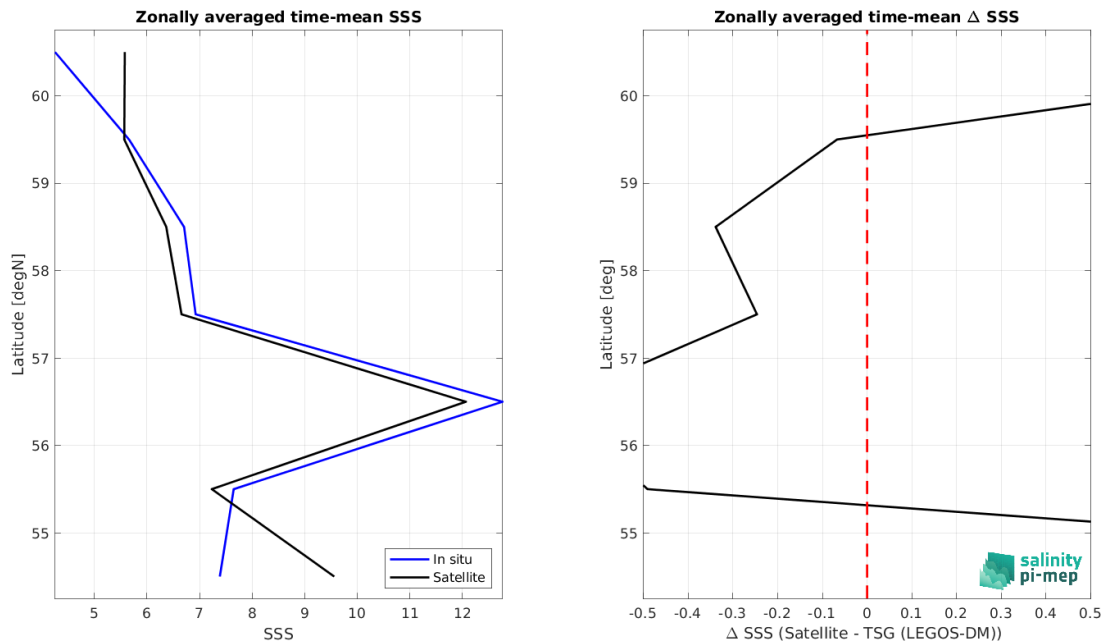 Zonally averaged time-mean SSS
60
59
58
57
56
55
Latitude [degN]
5 6 7 8 9 10 11 12
SSS
In situ
Satellite
Zonally averaged time-mean Δ SSS
60
59
58
57
56
55
Latitude [deg]
-0.5 -0.4 -0.3 -0.2 -0.1 0 0.1 0.2 0.3 0.4 0.5
Δ SSS (Satellite - TSG (LEGOS-DM))
salinity
pi-mep